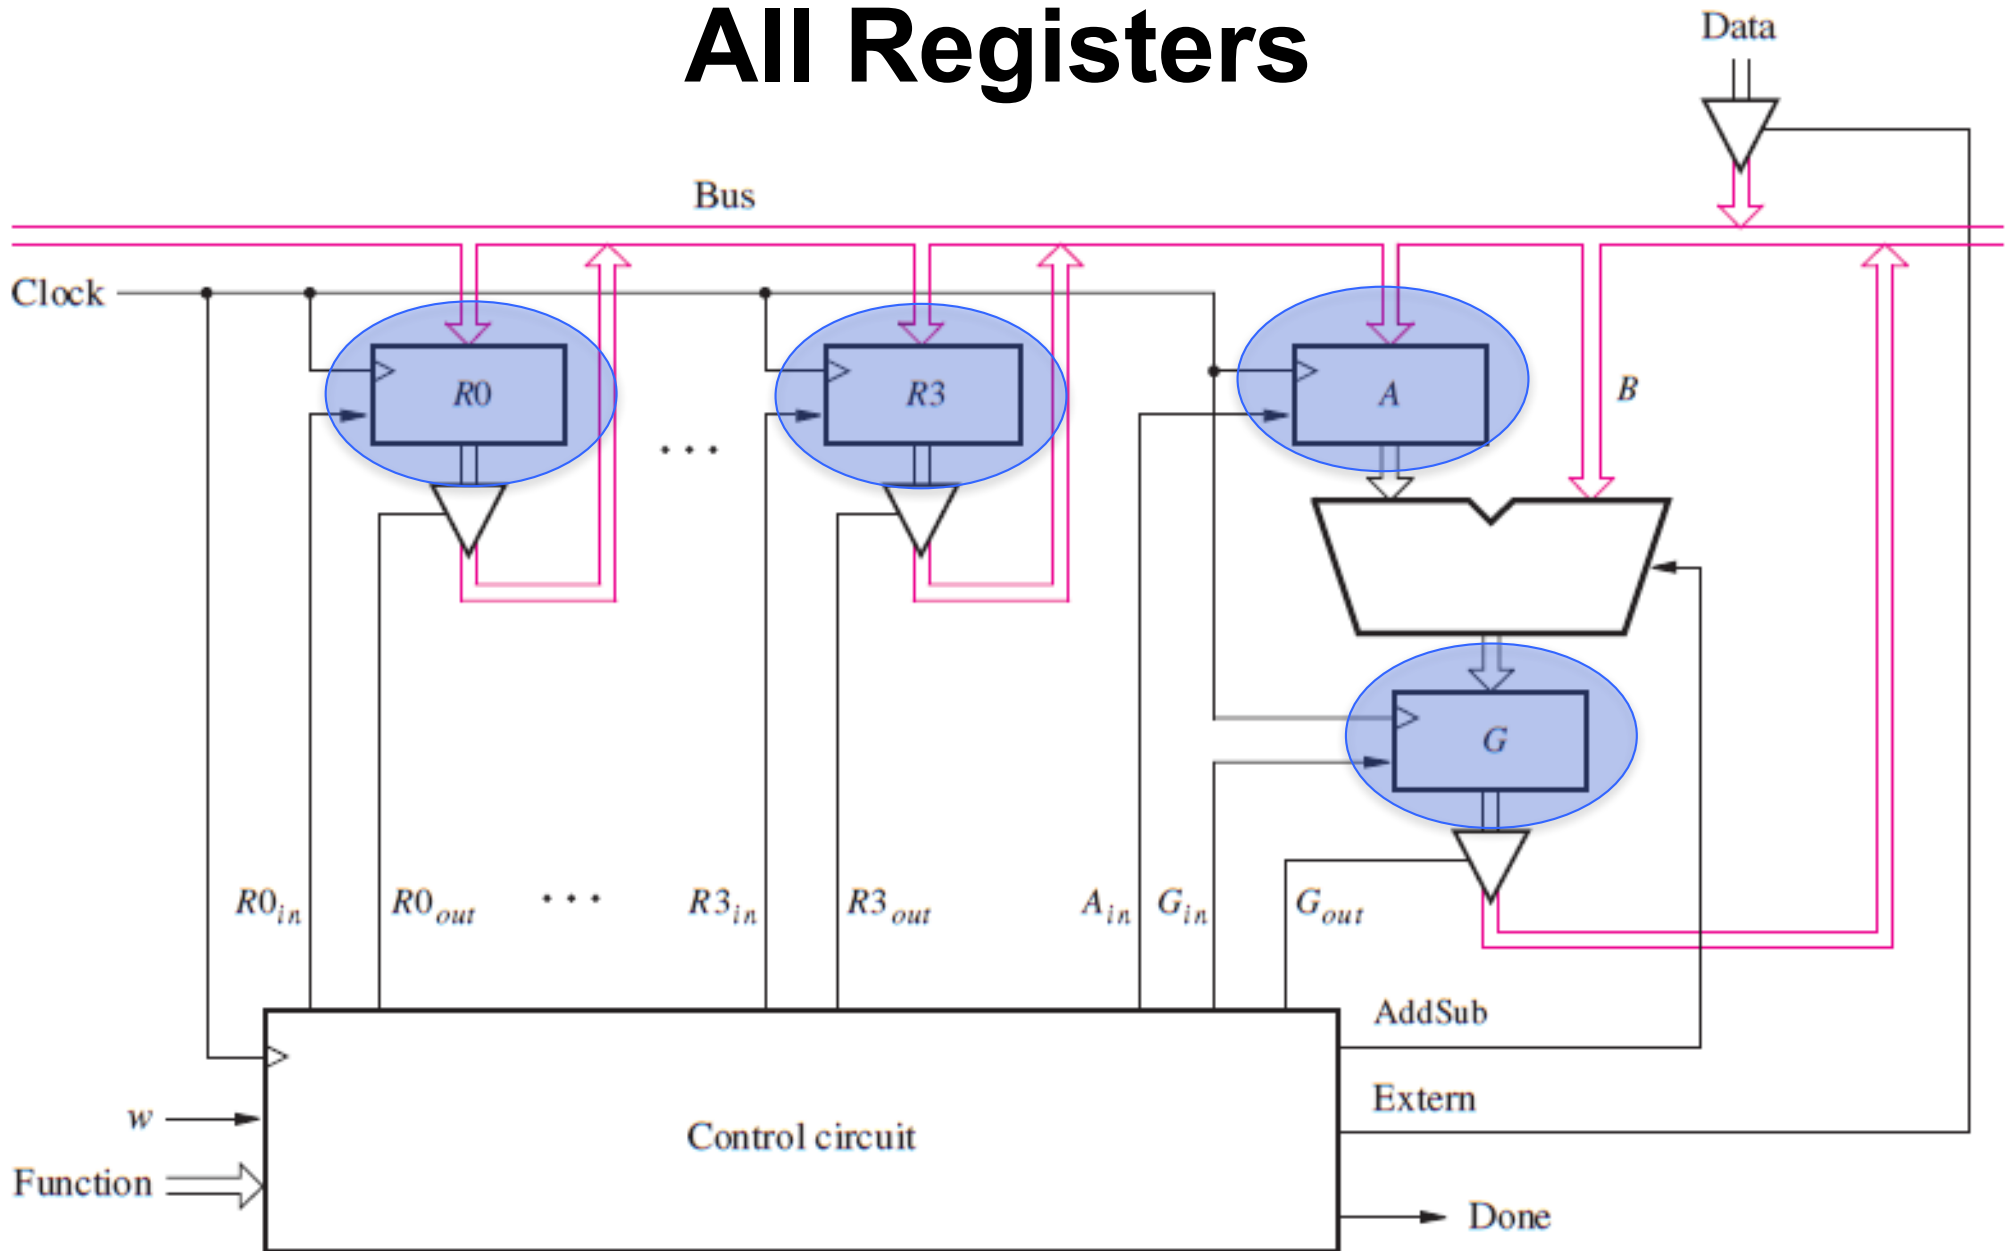 All Registers
Data
Bus
Clock
R0
R3
A
B
...
G
R0in
R0out
...
R3in
R3out
Ain
Gin
Gout
AddSub
Extern
w
Control circuit
Function
Done